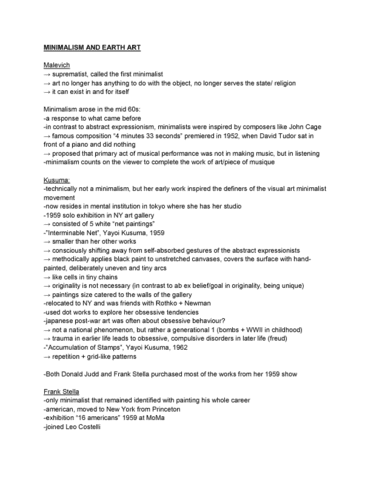 MINIMALISM AND EARTH ART
Malevich
→ suprematist, called the first minimalist
→ art no longer has anything to do with the object, no longer serves the state/ religion
→ it can exist in and for itself
Minimalism arose in the mid 60s:
-a response to what came before
-in contrast to abstract expressionism, minimalists were inspired by composers like John Cage
→ famous composition “4 minutes 33 seconds” premiered in 1952, when David Tudor sat in
front of a piano and did nothing
→ proposed that primary act of musical performance was not in making music, but in listening
-minimalism counts on the viewer to complete the work of art/piece of musique
Kusuma:
-technically not a minimalism, but her early work inspired the definers of the visual art minimalist
movement
-now resides in mental institution in tokyo where she has her studio
-1959 solo exhibition in NY art gallery
→ consisted of 5 white “net paintings”
-”Interminable Net”, Yayoi Kusuma, 1959
→ smaller than her other works
→ consciously shifting away from self-absorbed gestures of the abstract expressionists
→ methodically applies black paint to unstretched canvases, covers the surface with hand-
painted, deliberately uneven and tiny arcs
→ like cells in tiny chains
→ originality is not necessary (in contrast to ab ex belief/goal in originality, being unique)
→ paintings size catered to the walls of the gallery
-relocated to NY and was friends with Rothko + Newman
-used dot works to explore her obsessive tendencies
-japanese post-war art was often about obsessive behaviour?
→ not a national phenomenon, but rather a generational 1 (bombs + WWII in childhood)
→ trauma in earlier life leads to obsessive, compulsive disorders in later life (freud)
-”Accumulation of Stamps”, Yayoi Kusuma, 1962
→ repetition + grid-like patterns
-Both Donald Judd and Frank Stella purchased most of the works from her 1959 show
Frank Stella
-only minimalist that remained identified with painting his whole career
-american, moved to New York from Princeton
-exhibition “16 americans” 1959 at MoMa
-joined Leo Costelli